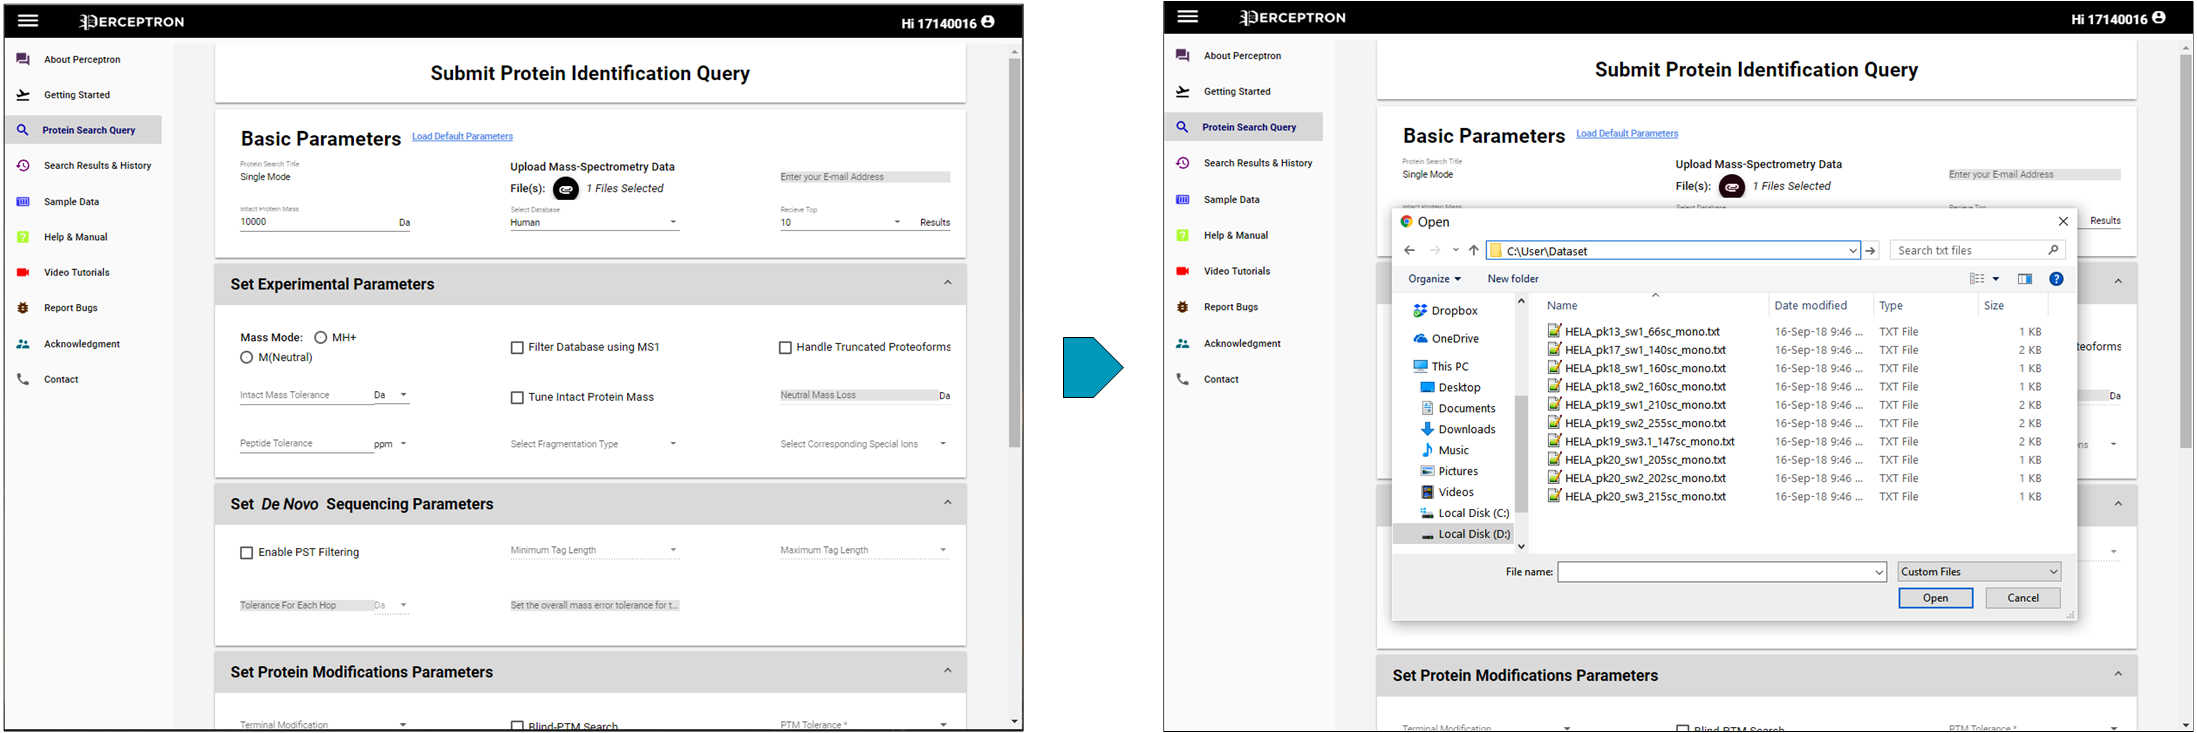 PERCEPTRON
Hi 17140016
About Perceptron
Getting Started
Protein Search Query
Search Results & History
Sample Data
Help & Manual
Video Tutorials
Report Bugs
Acknowledgment
Contact
Submit Protein Identification Query
Basic Parameters Load Default Parameters
Protein Search Title
Single Mode
Upload Mass-Spectrometry Data
File(s): 1 Files Selected
Enter your E-mail Address
Intact Protein Mass
10000 Da
Select Database
Human
Recieve Top
10 Results
Set Experimental Parameters
Mass Mode: MH+
M(Neutral)
Filter Database using MS1
Handle Truncated Proteoforms
Intact Mass Tolerance Da
Tune Intact Protein Mass
Neutral Mass Loss Da
Peptide Tolerance ppm
Select Fragmentation Type
Select Corresponding Special Ions
Set De Novo Sequencing Parameters
Enable PST Filtering
Minimum Tag Length
Maximum Tag Length
Tolerance For Each Hop Da
Set the overall mass error tolerance for t...
Set Protein Modifications Parameters
Terminal Modification
Blind-PTM Search
PTM Tolerance *
PERCEPTRON
Hi 17140016
About Perceptron
Getting Started
Protein Search Query
Search Results & History
Sample Data
Help & Manual
Video Tutorials
Report Bugs
Acknowledgment
Contact
Submit Protein Identification Query
Basic Parameters Load Default Parameters
Protein Search Title
Single Mode
Upload Mass-Spectrometry Data
File(s): 1 Files Selected
Enter your E-mail Address
Intact Protein Mass
Select Database
Recieve Top
Results
Open
C:\User\Dataset
Search txt files
Organize New folder
Dropbox
OneDrive
This PC
Desktop
Documents
Downloads
Music
Pictures
Videos
Local Disk (C:)
Local Disk (D:)
Name Date modified Type Size
HELA_pk13_sw1_66sc_mono.txt 16-Sep-18 9:46 ... TXT File 1 KB
HELA_pk17_sw1_140sc_mono.txt 16-Sep-18 9:46 ... TXT File 2 KB
HELA_pk18_sw1_160sc_mono.txt 16-Sep-18 9:46 ... TXT File 1 KB
HELA_pk18_sw2_160sc_mono.txt 16-Sep-18 9:46 ... TXT File 1 KB
HELA_pk19_sw1_210sc_mono.txt 16-Sep-18 9:46 ... TXT File 2 KB
HELA_pk19_sw2_255sc_mono.txt 16-Sep-18 9:46 ... TXT File 2 KB
HELA_pk19_sw3.1_147sc_mono.txt 16-Sep-18 9:46 ... TXT File 2 KB
HELA_pk20_sw1_205sc_mono.txt 16-Sep-18 9:46 ... TXT File 1 KB
HELA_pk20_sw2_202sc_mono.txt 16-Sep-18 9:46 ... TXT File 1 KB
HELA_pk20_sw3_215sc_mono.txt 16-Sep-18 9:46 ... TXT File 1 KB
File name:
Custom Files
Open Cancel
teoforms
Da
ns
Set Protein Modifications Parameters
Terminal Modification
Blind-PTM Search
PTM Tolerance *